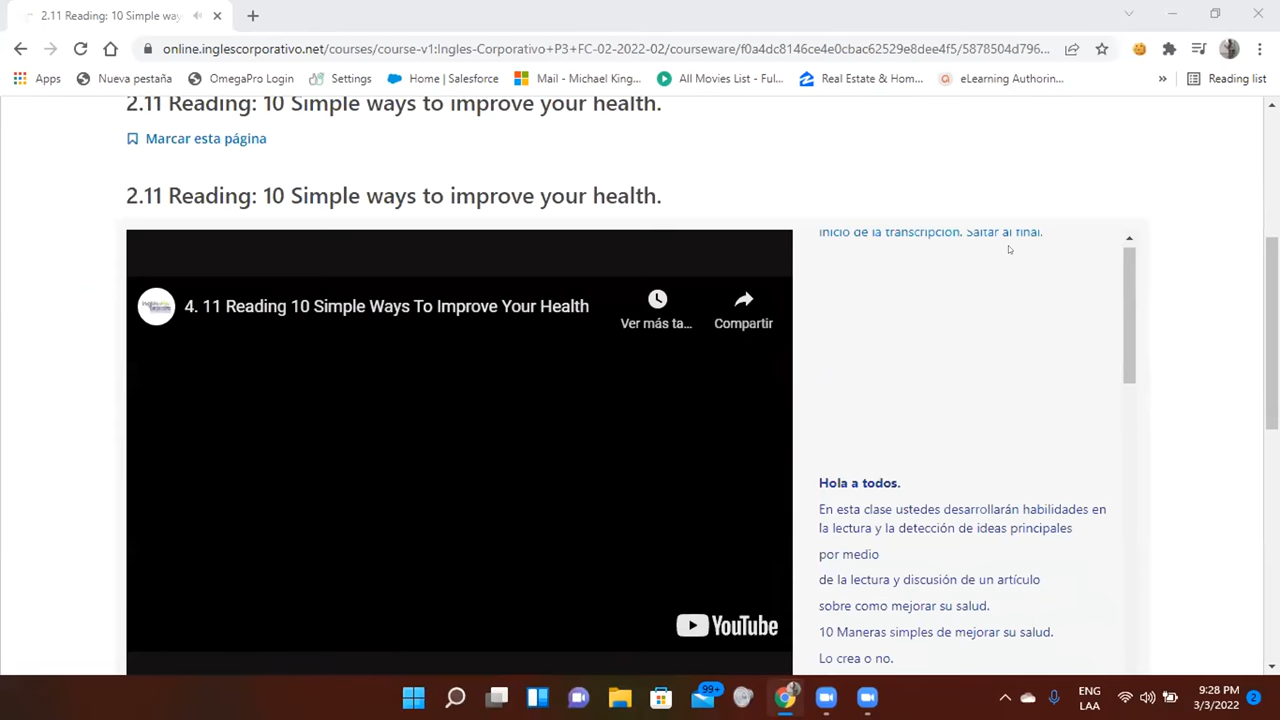 2.11 Reading: 10 Simple way
online.inglescorporativo.net/courses/course-v1:Ingles-Corporativo+P3+FC-02-2022-02/courseware/f0a4dc8146ce4e0cbac62529e8dee4f5/5878504d796...
Apps
Nueva pestaña
OmegaPro Login
Settings
Home | Salesforce
Mail - Michael King...
All Movies List - Ful...
Real Estate & Hom...
eLearning Authorin...
»
Reading list
2.11 Reading: 10 Simple ways to improve your health.
Marcar esta página
2.11 Reading: 10 Simple ways to improve your health.
Inicio de la transcripción. Saltar al final.
4. 11 Reading 10 Simple Ways To Improve Your Health
Ver más ta...
Compartir
Hola a todos.
En esta clase ustedes desarrollarán habilidades en
la lectura y la detección de ideas principales
por medio
de la lectura y discusión de un artículo
sobre como mejorar su salud.
10 Maneras simples de mejorar su salud.
Lo crea o no.
YouTube
99+
ENG
LAA
9:28 PM
3/3/2022
2